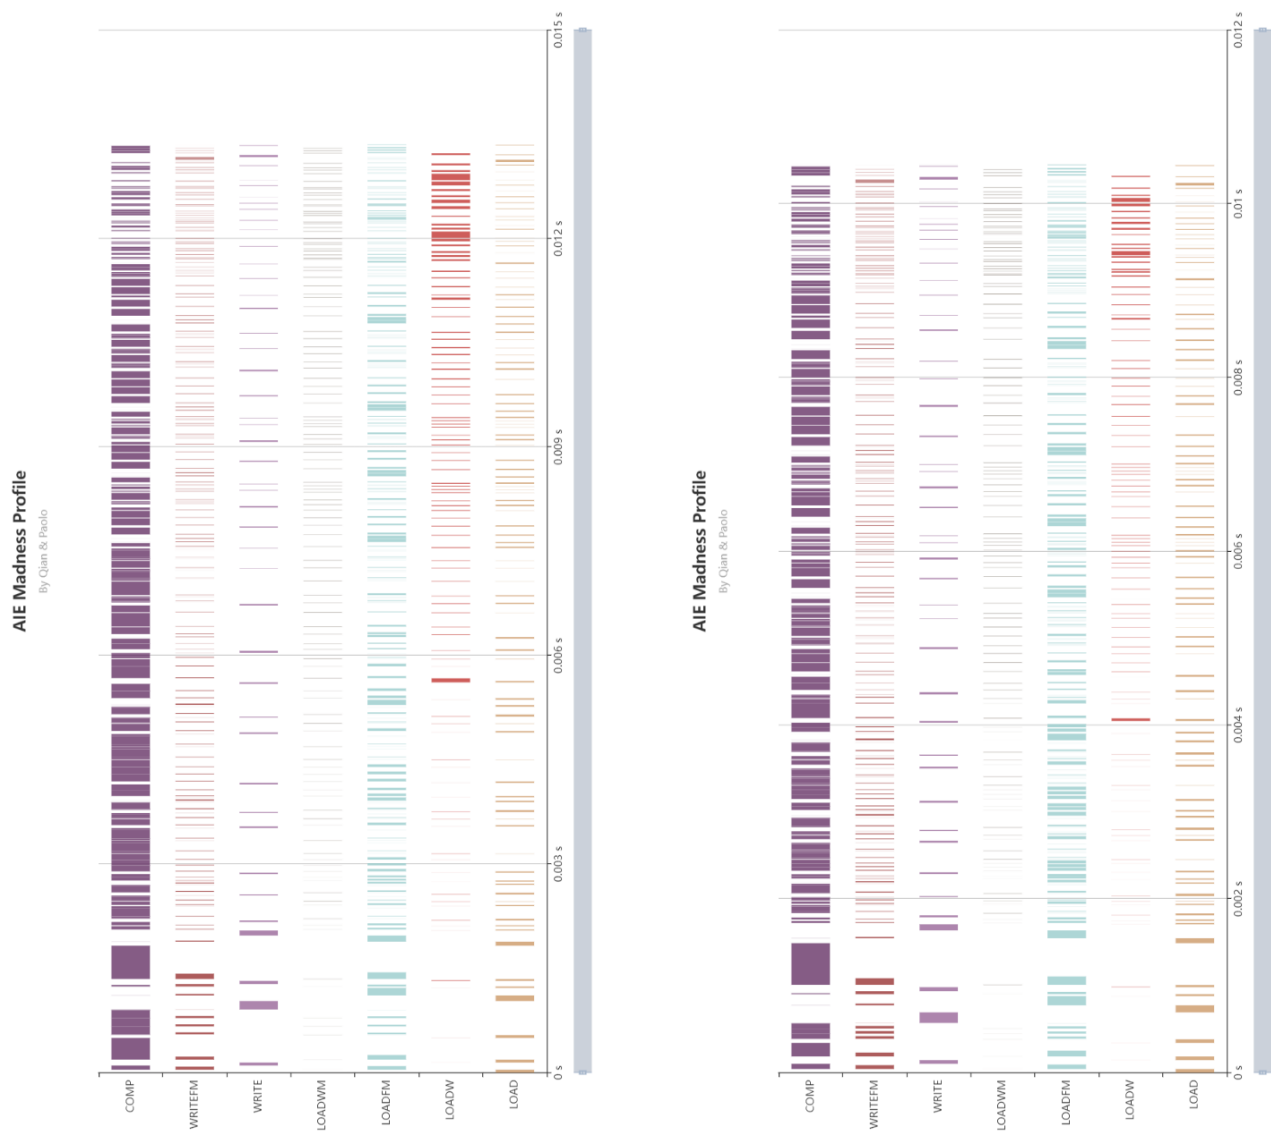 AIE Madness Profile
By Qian & Paolo
COMP
WRITEFM
WRITE
LOADWM
LOADFM
LOADW
LOAD
0 s
0.003 s
0.006 s
0.009 s
0.012 s
0.015 s
AIE Madness Profile
By Qian & Paolo
COMP
WRITEFM
WRITE
LOADWM
LOADFM
LOADW
LOAD
0 s
0.002 s
0.004 s
0.006 s
0.008 s
0.01 s
0.012 s